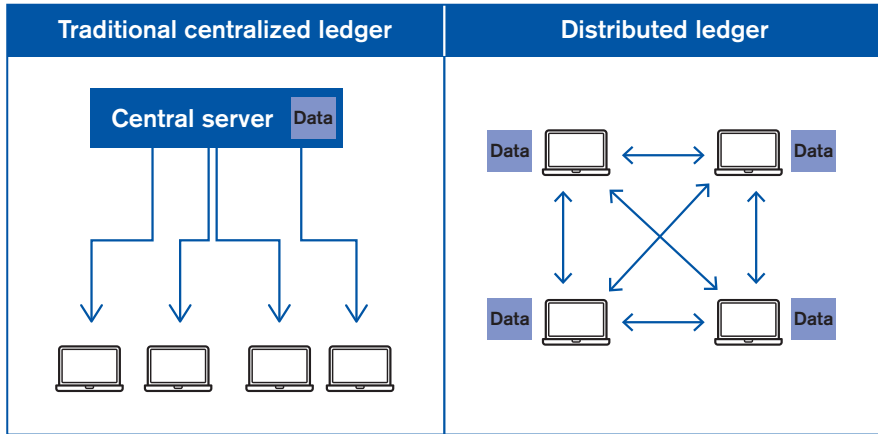 Traditional centralized ledger
Distributed ledger
Central server
Data
Data
Data
Data
Data